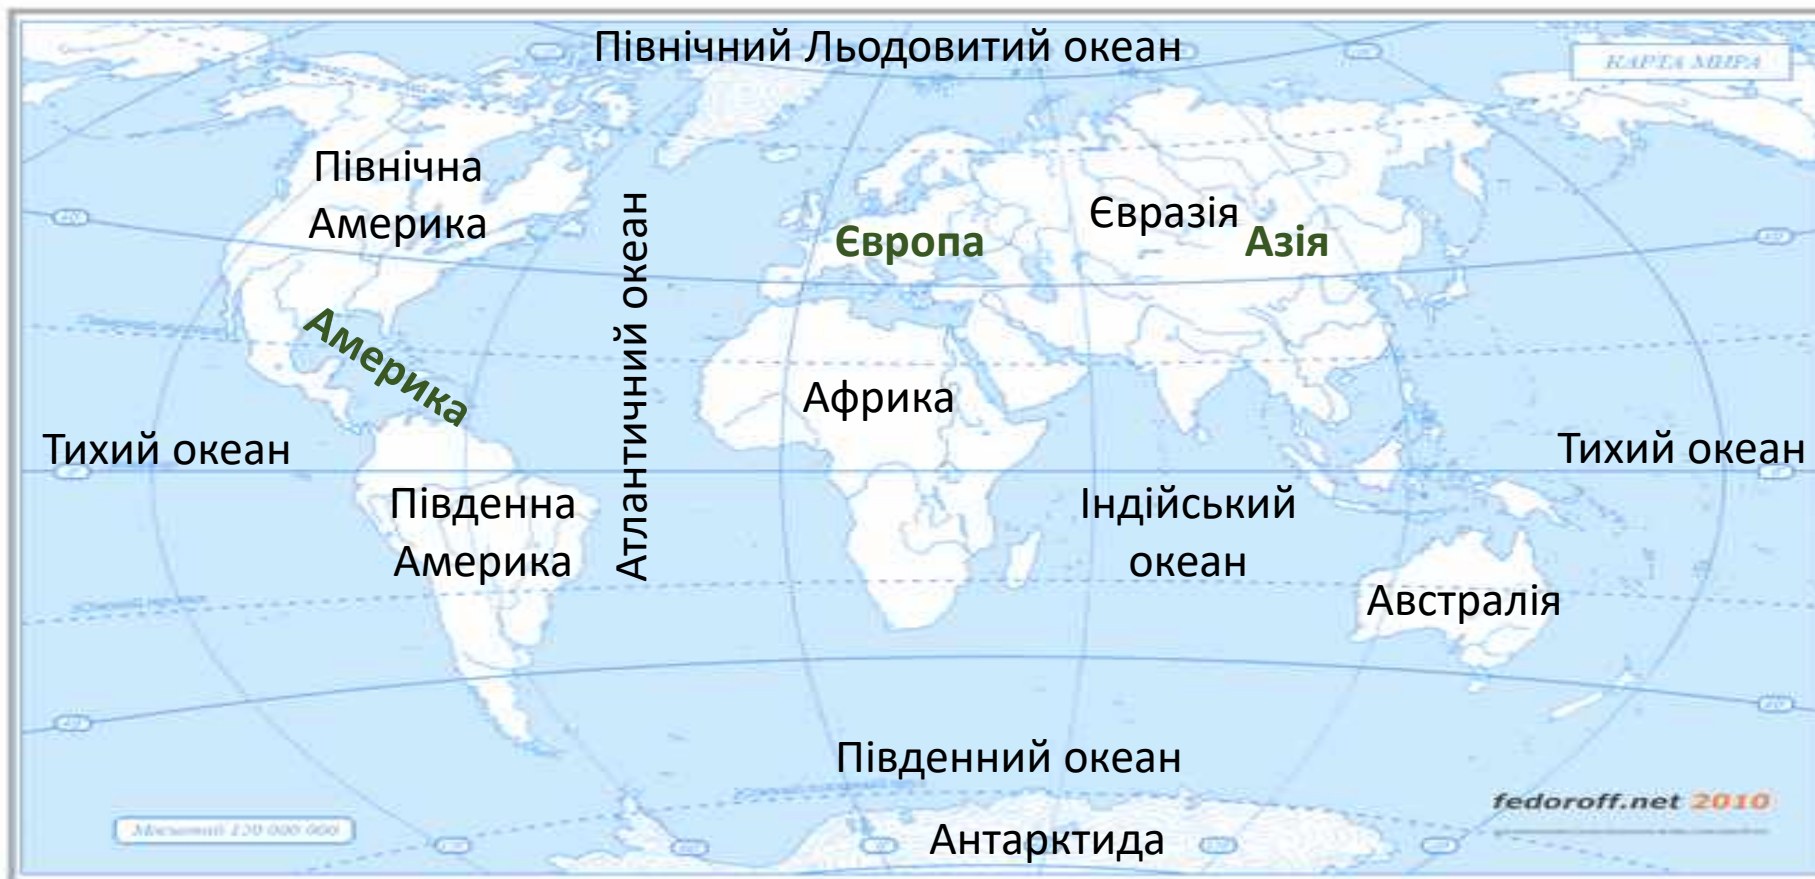 Північний Льодовитий океан
КАРТА МИРА
Північна
Америка
Атлантичний океан
Євразія
Європа
Азія
Америка
Африка
Тихий океан
Тихий океан
Південна
Америка
Індійський
океан
Австралія
Південний океан
fedoroff.net 2010
Антарктида